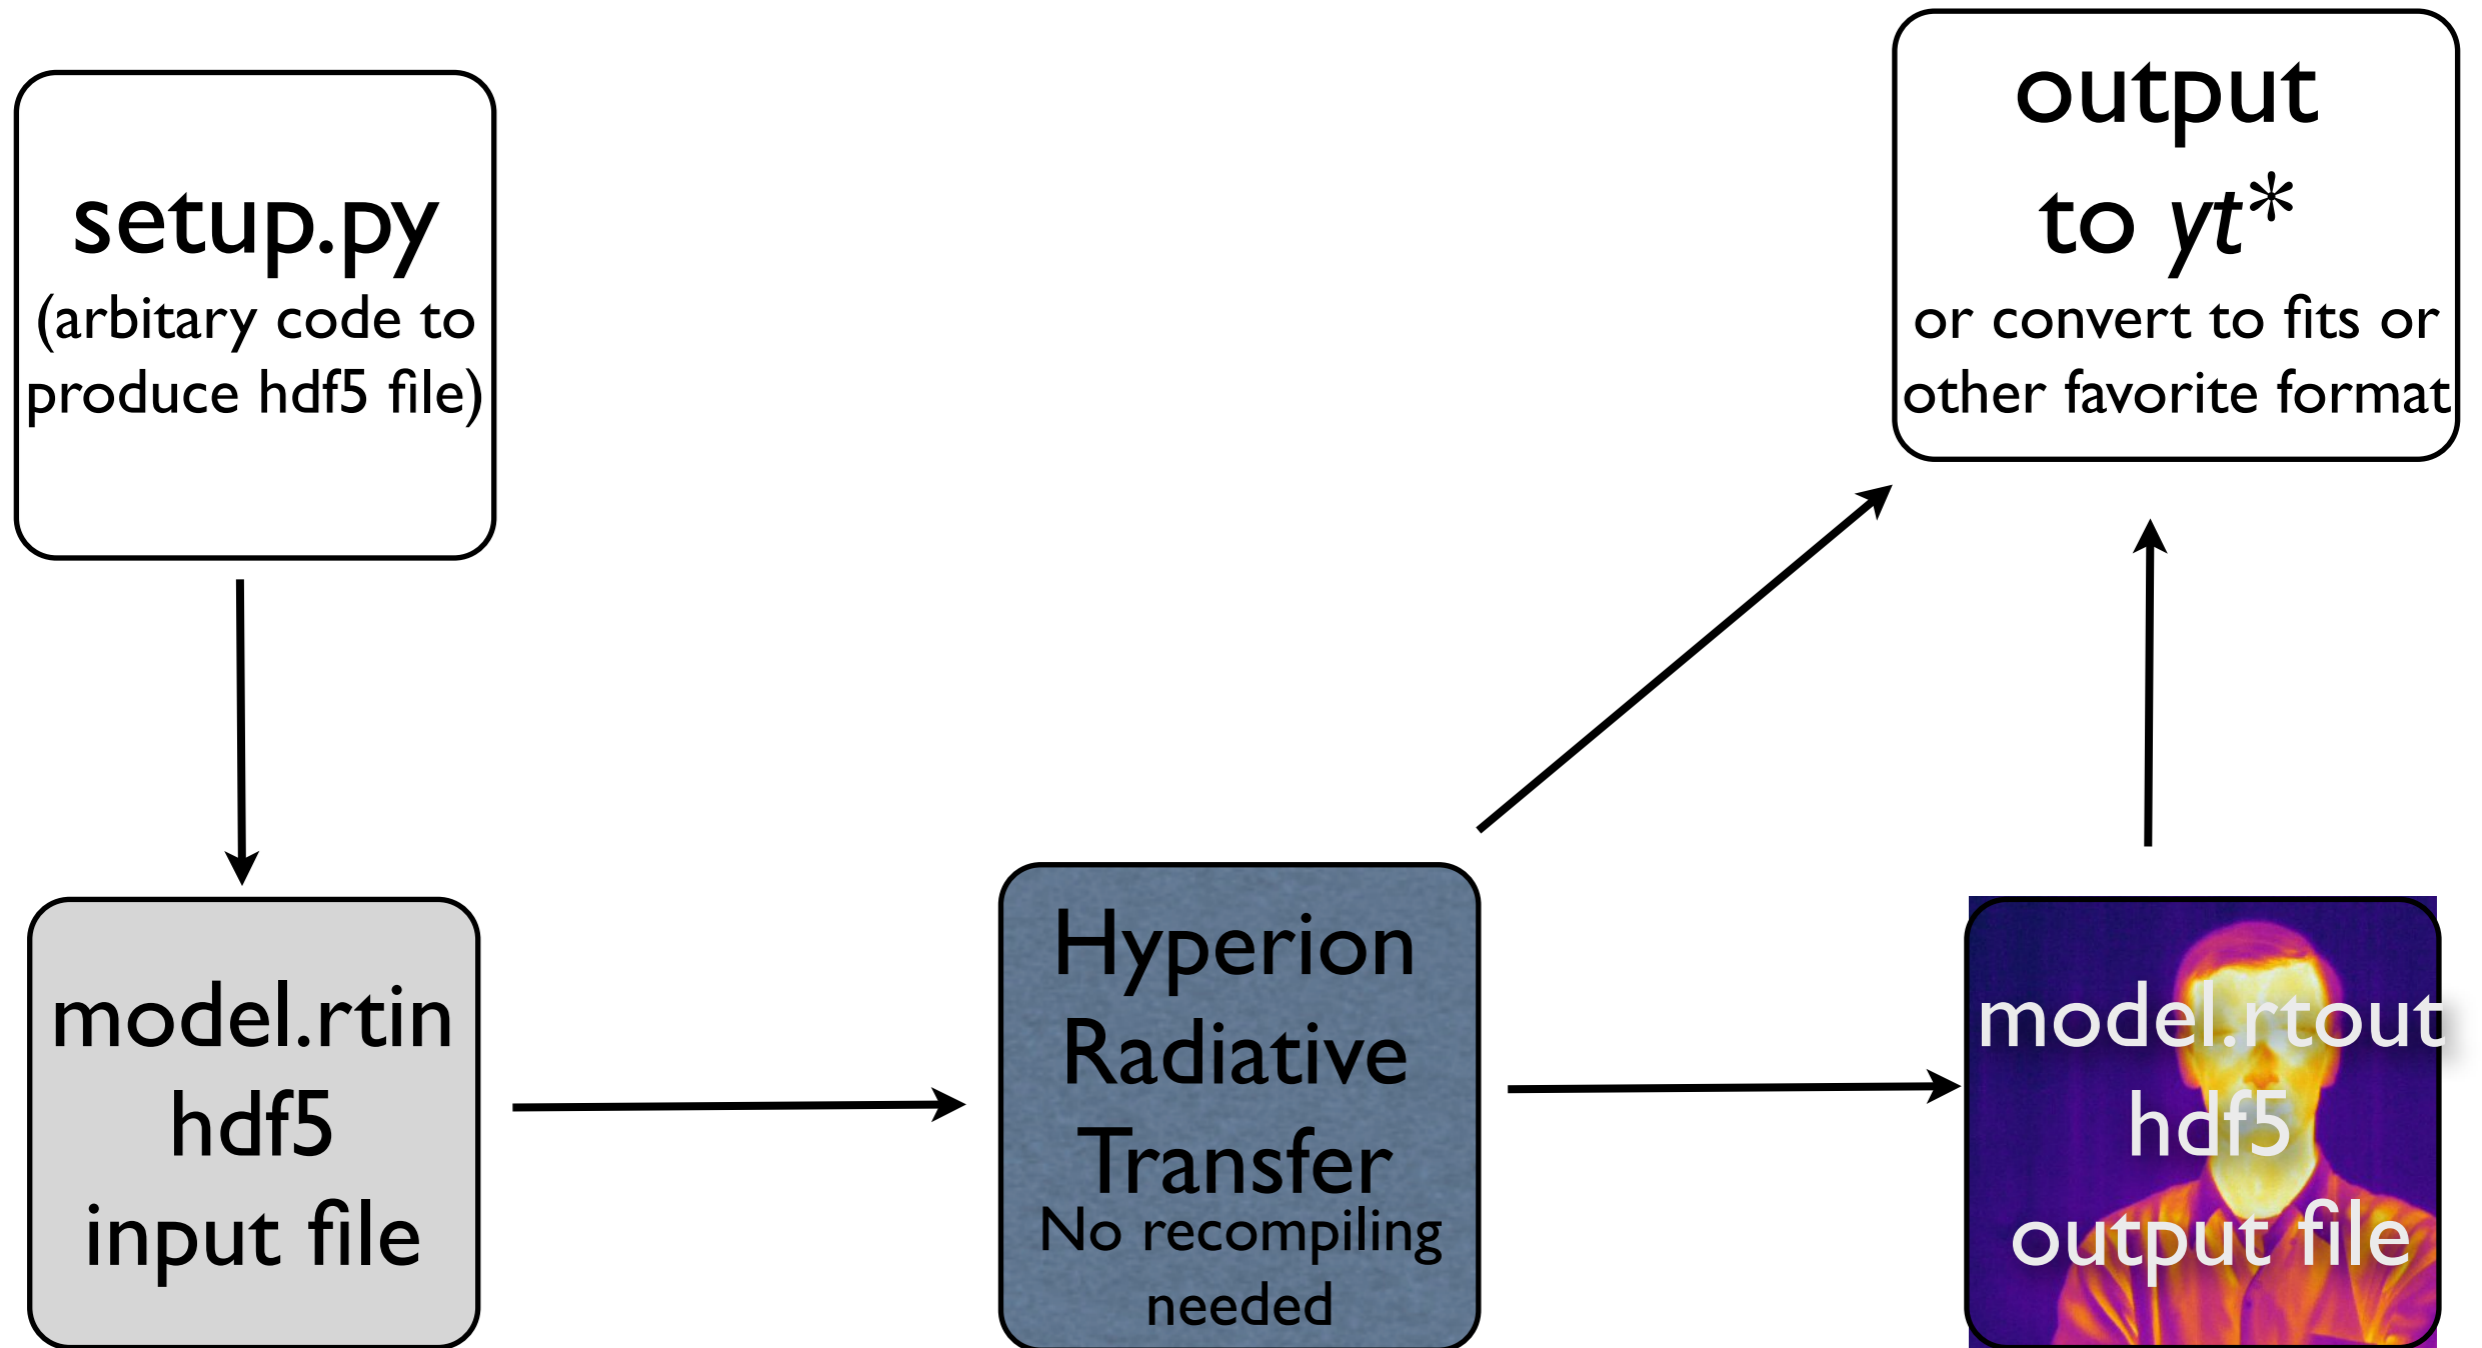 setup.py
(arbitary code to
produce hdf5 file)
model.rtin
hdf5
input file
Hyperion
Radiative
Transfer
No recompiling
needed
model.rtout
hdf5
output file
output
to yt*
or convert to fits or
other favorite format